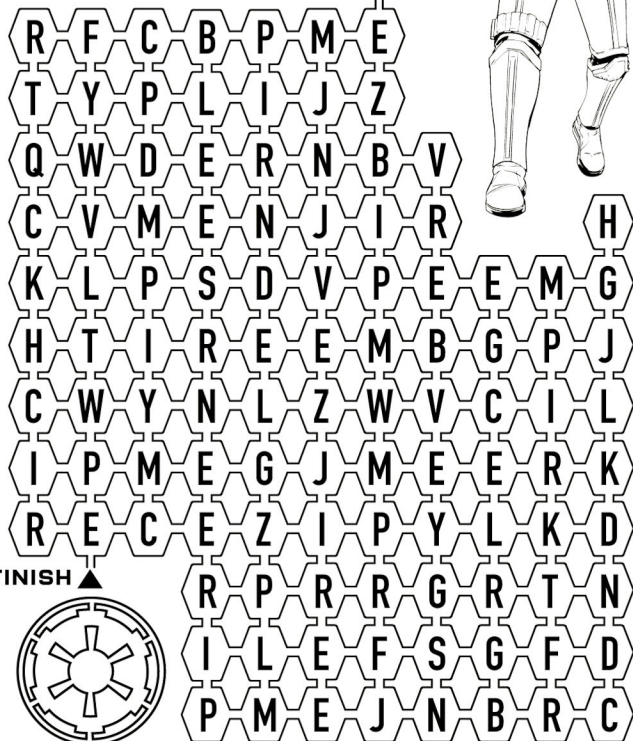 R F C B P M E
T Y P L I J Z
Q W D E R N B V
C V M E N J I R H
K L P S D V P E E M G
H T I R E E M B G P J
C W Y N L Z W V C I L
I P M E G J M E E R K
R E C E Z I P Y L K D
FINISH
R P R R G R T N
I L E F S G F D
P M E J N B R C